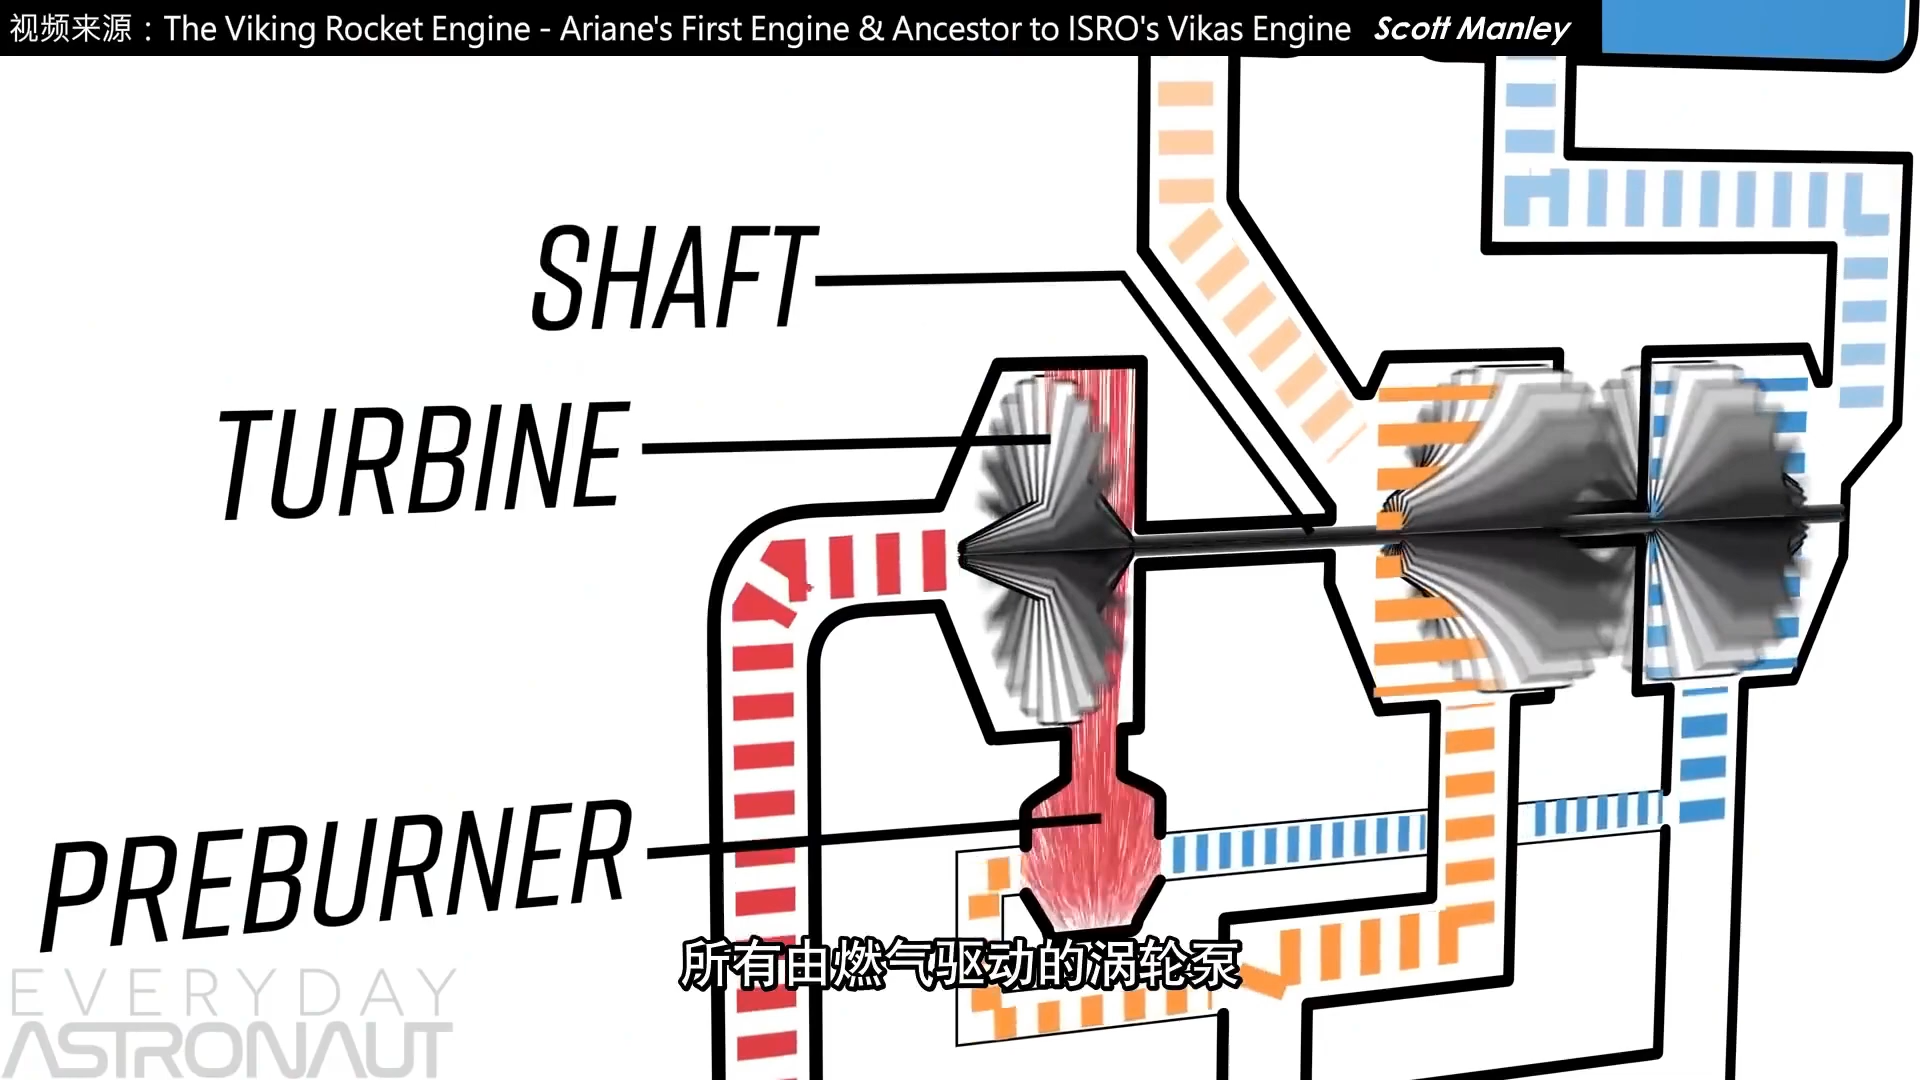 视频来源：The Viking Rocket Engine - Ariane's First Engine & Ancestor to ISRO's Vikas Engine Scott Manley
SHAFT
TURBINE
PREBURNER
所有由燃气驱动的涡轮泵
EVERYDAY
ASTRONAUT